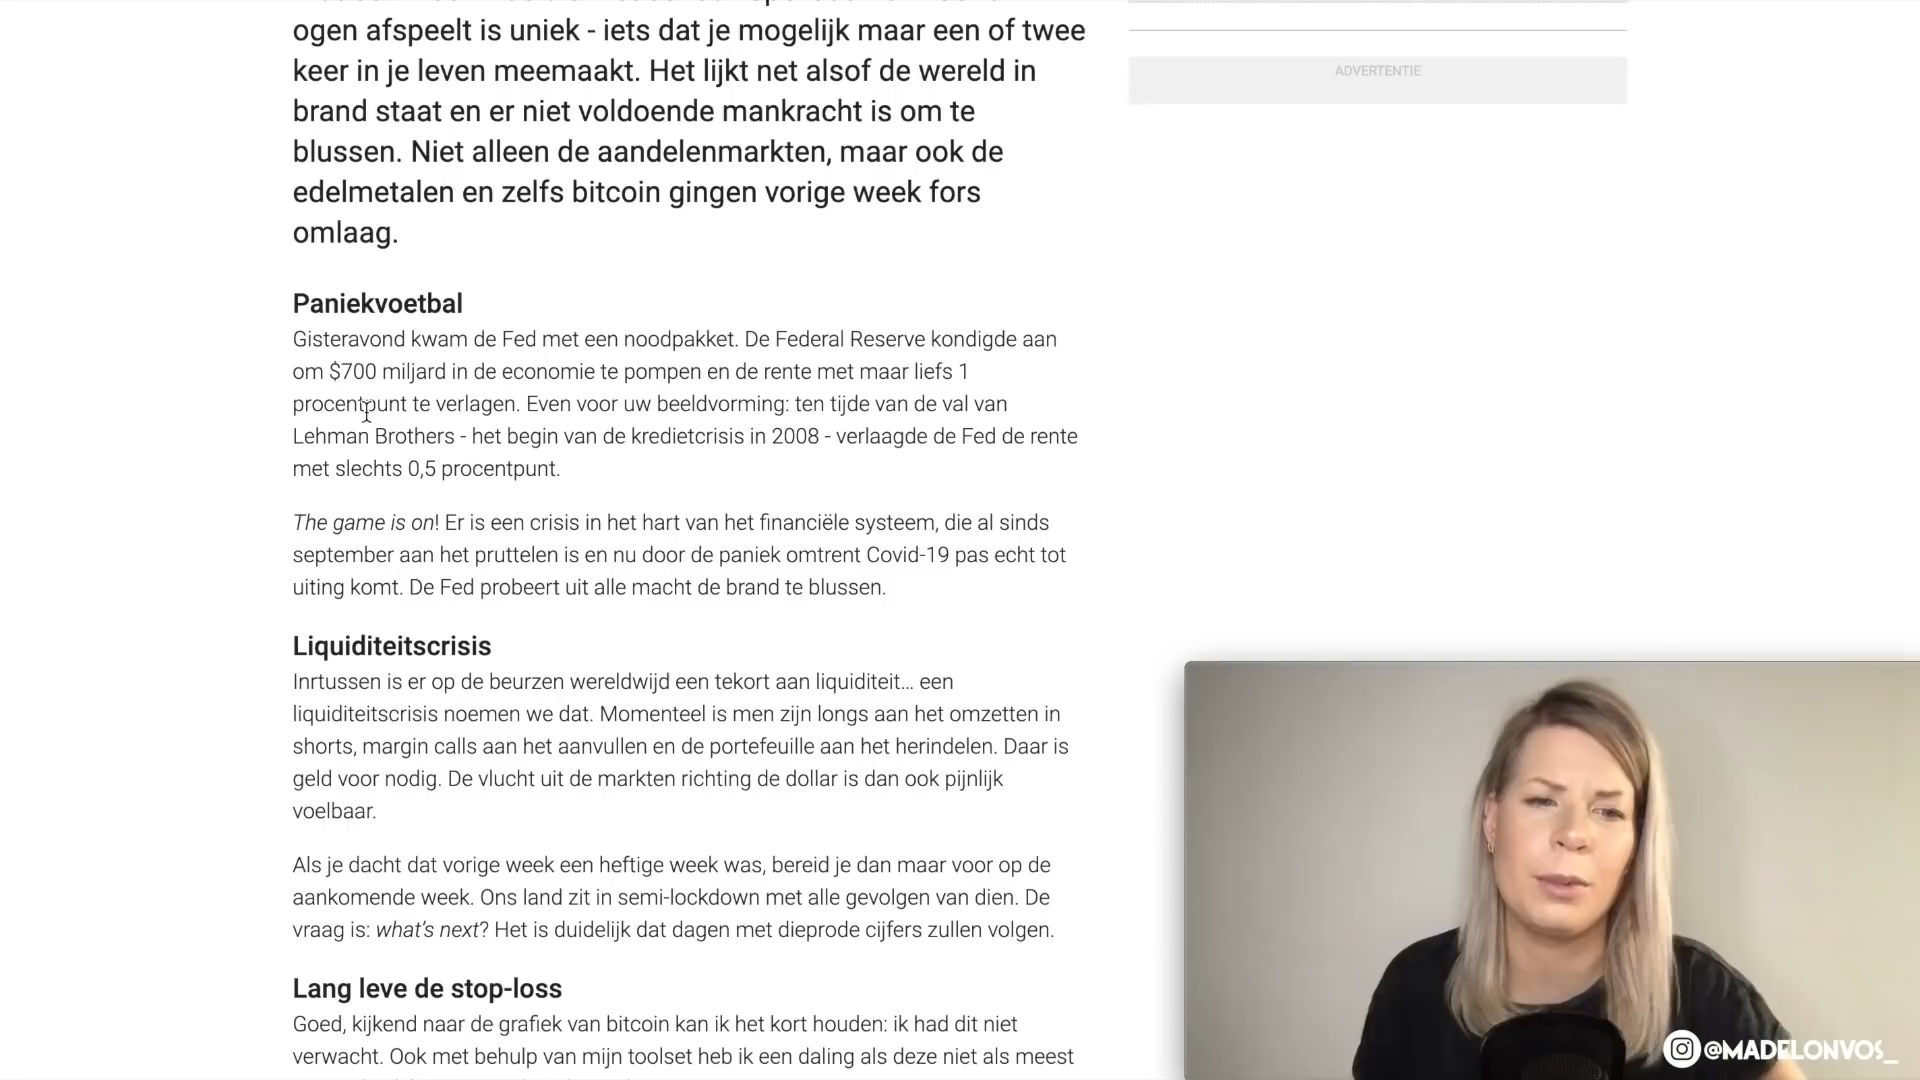 ogen afspeelt is uniek - iets dat je mogelijk maar een of twee
keer in je leven meemaakt. Het lijkt net alsof de wereld in
brand staat en er niet voldoende mankracht is om te
blussen. Niet alleen de aandelenmarkten, maar ook de
edelmetalen en zelfs bitcoin gingen vorige week fors
omlaag.
ADVERTENTIE
Paniekvoetbal
Gisteravond kwam de Fed met een noodpakket. De Federal Reserve kondigde aan
om $700 miljard in de economie te pompen en de rente met maar liefs 1
procentpunt te verlagen. Even voor uw beeldvorming: ten tijde van de val van
Lehman Brothers - het begin van de kredietcrisis in 2008 - verlaagde de Fed de rente
met slechts 0,5 procentpunt.
The game is on! Er is een crisis in het hart van het financiële systeem, die al sinds
september aan het pruttelen is en nu door de paniek omtrent Covid-19 pas echt tot
uiting komt. De Fed probeert uit alle macht de brand te blussen.
Liquiditeitscrisis
Inrtussen is er op de beurzen wereldwijd een tekort aan liquiditeit... een
liquiditeitscrisis noemen we dat. Momenteel is men zijn longs aan het omzetten in
shorts, margin calls aan het aanvullen en de portefeuille aan het herindelen. Daar is
geld voor nodig. De vlucht uit de markten richting de dollar is dan ook pijnlijk
voelbaar.
Als je dacht dat vorige week een heftige week was, bereid je dan maar voor op de
aankomende week. Ons land zit in semi-lockdown met alle gevolgen van dien. De
vraag is: what's next? Het is duidelijk dat dagen met dieprode cijfers zullen volgen.
Lang leve de stop-loss
Goed, kijkend naar de grafiek van bitcoin kan ik het kort houden: ik had dit niet
verwacht. Ook met behulp van mijn toolset heb ik een daling als deze niet als meest
@MADELONVOS_